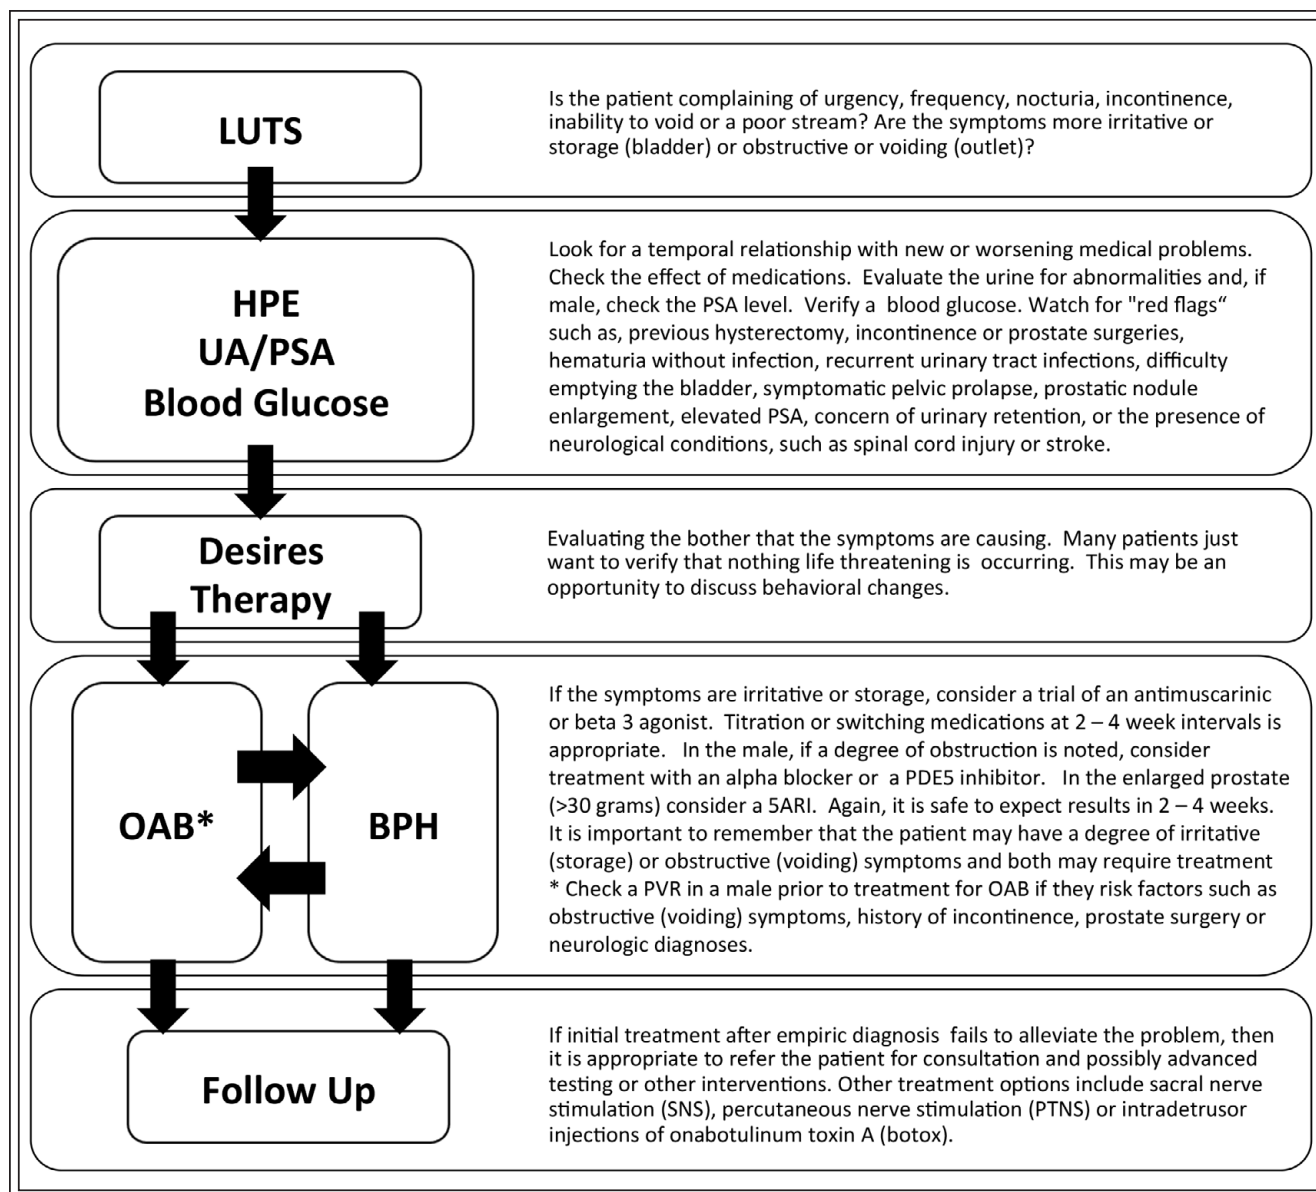 LUTS
Is the patient complaining of urgency, frequency, nocturia, incontinence,
inability to void or a poor stream? Are the symptoms more irritative or
storage (bladder) or obstructive or voiding (outlet)?
HPE
UA/PSA
Blood Glucose
Look for a temporal relationship with new or worsening medical problems.
Check the effect of medications. Evaluate the urine for abnormalities and, if
male, check the PSA level. Verify a blood glucose. Watch for "red flags“
such as, previous hysterectomy, incontinence or prostate surgeries,
hematuria without infection, recurrent urinary tract infections, difficulty
emptying the bladder, symptomatic pelvic prolapse, prostatic nodule
enlargement, elevated PSA, concern of urinary retention, or the presence of
neurological conditions, such as spinal cord injury or stroke.
Desires
Therapy
Evaluating the bother that the symptoms are causing. Many patients just
want to verify that nothing life threatening is occurring. This may be an
opportunity to discuss behavioral changes.
OAB*
BPH
If the symptoms are irritative or storage, consider a trial of an antimuscarinic
or beta 3 agonist. Titration or switching medications at 2 – 4 week intervals is
appropriate. In the male, if a degree of obstruction is noted, consider
treatment with an alpha blocker or a PDE5 inhibitor. In the enlarged prostate
(>30 grams) consider a 5ARI. Again, it is safe to expect results in 2 – 4 weeks.
It is important to remember that the patient may have a degree of irritative
(storage) or obstructive (voiding) symptoms and both may require treatment
* Check a PVR in a male prior to treatment for OAB if they risk factors such as
obstructive (voiding) symptoms, history of incontinence, prostate surgery or
neurologic diagnoses.
Follow Up
If initial treatment after empiric diagnosis fails to alleviate the problem, then
it is appropriate to refer the patient for consultation and possibly advanced
testing or other interventions. Other treatment options include sacral nerve
stimulation (SNS), percutaneous nerve stimulation (PTNS) or intradetrusor
injections of onabotulinum toxin A (botox).